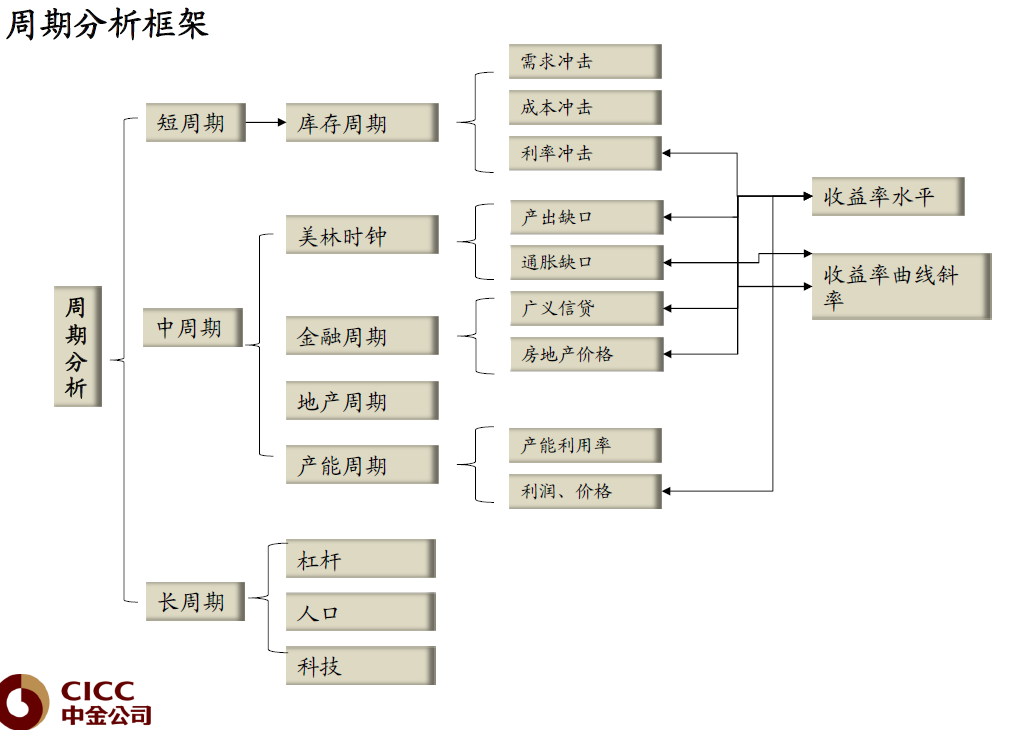 周期分析框架
需求冲击
成本冲击
短周期
库存周期
利率冲击
收益率水平
产出缺口
美林时钟
通胀缺口
收益率曲线斜
率
广义信贷
周
期
分
析
中周期
金融周期
房地产价格
地产周期
产能利用率
产能周期
利润、价格
杠杆
长周期
人口
科技
CICC
中金公司